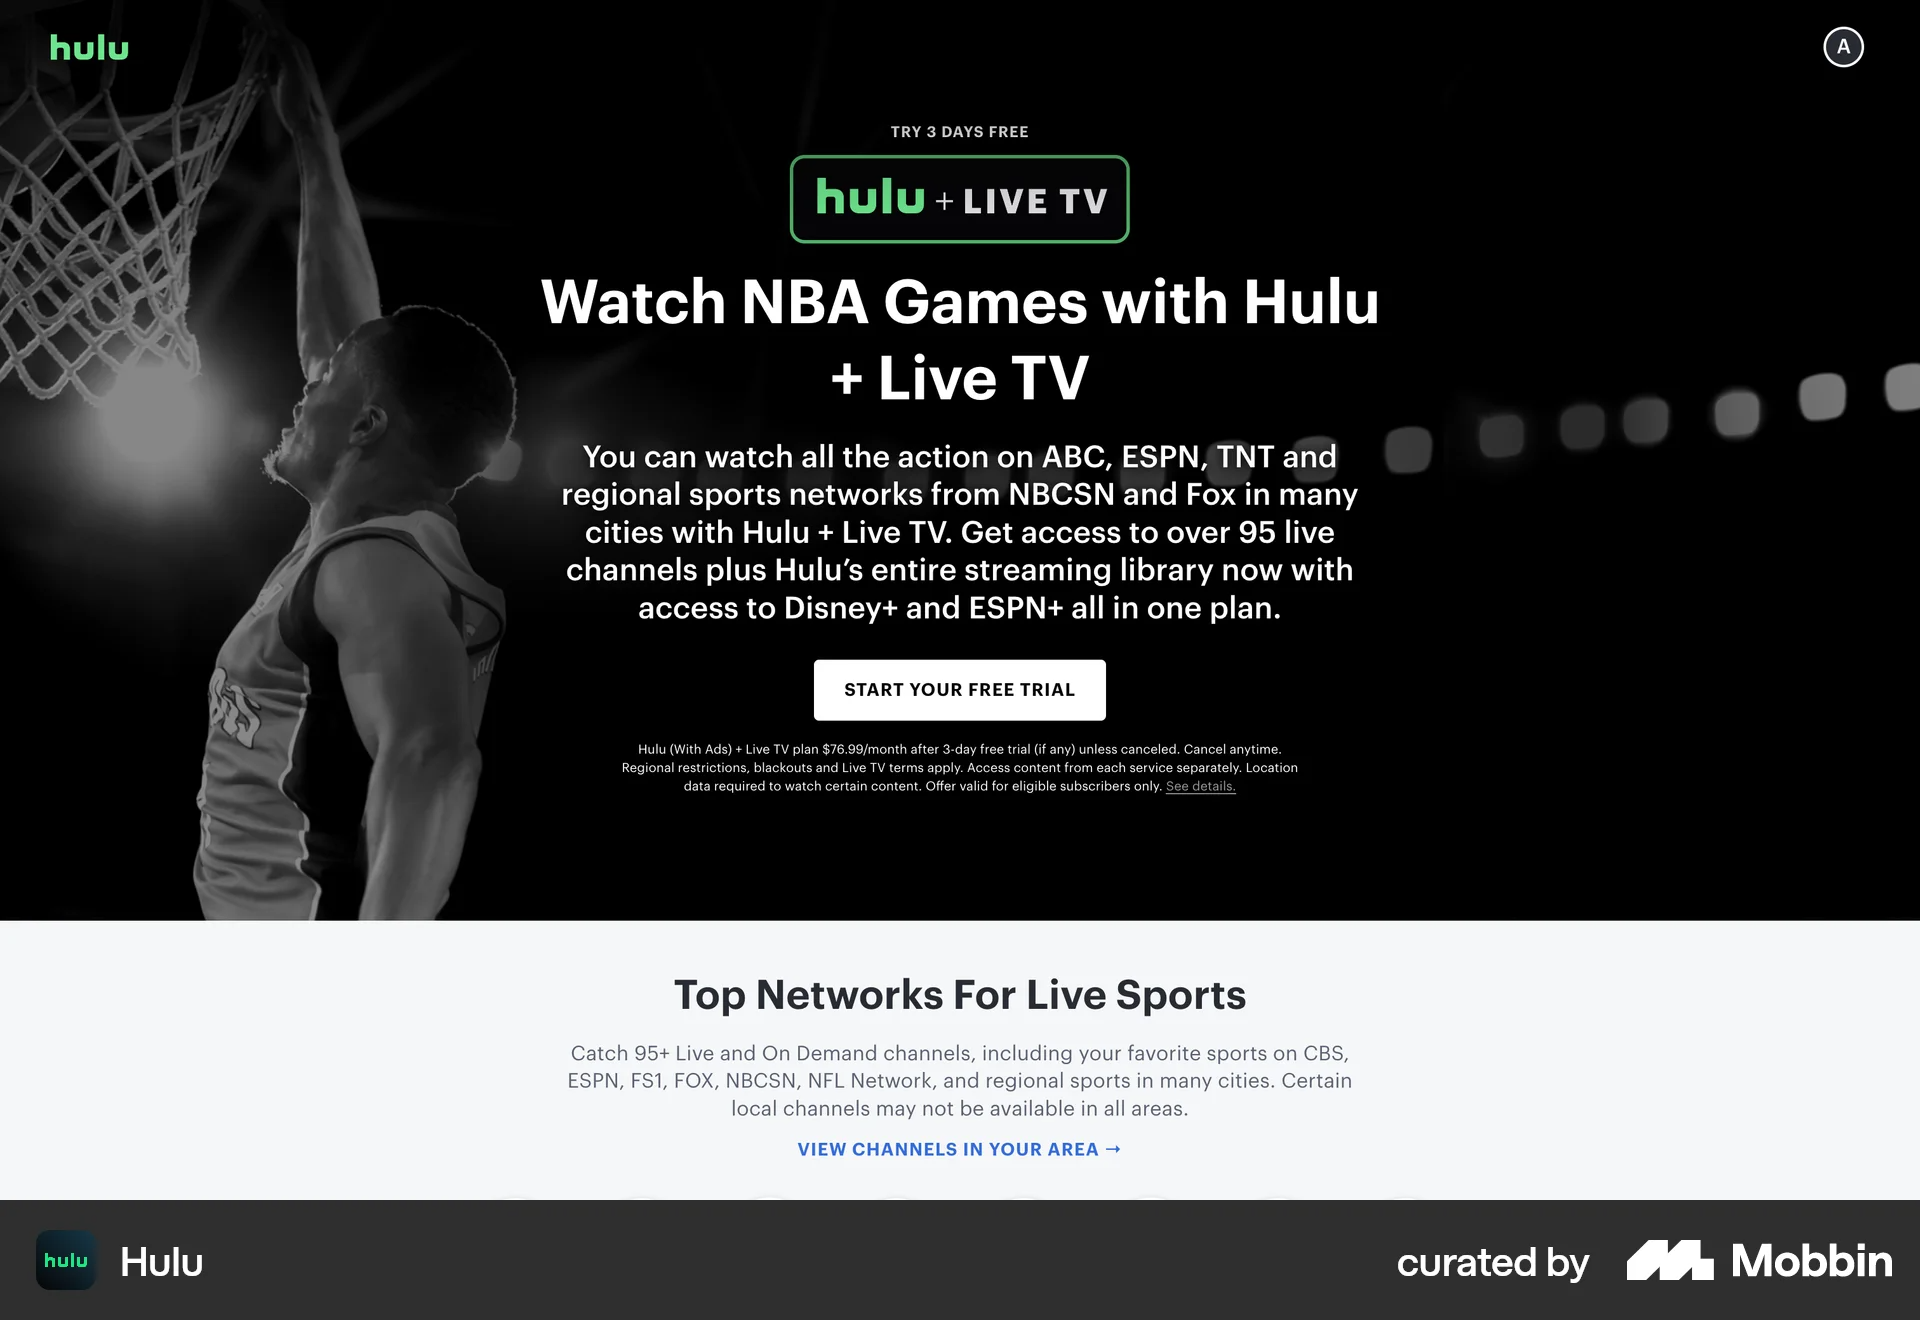 hulu
A
TRY 3 DAYS FREE
hulu + LIVE TV
Watch NBA Games with Hulu
+ Live TV
You can watch all the action on ABC, ESPN, TNT and
regional sports networks from NBCSN and Fox in many
cities with Hulu + Live TV. Get access to over 95 live
channels plus Hulu’s entire streaming library now with
access to Disney+ and ESPN+ all in one plan.
START YOUR FREE TRIAL
Hulu (With Ads) + Live TV plan $76.99/month after 3-day free trial (if any) unless canceled. Cancel anytime.
Regional restrictions, blackouts and Live TV terms apply. Access content from each service separately. Location
data required to watch certain content. Offer valid for eligible subscribers only. See details.
Top Networks For Live Sports
Catch 95+ Live and On Demand channels, including your favorite sports on CBS,
ESPN, FS1, FOX, NBCSN, NFL Network, and regional sports in many cities. Certain
local channels may not be available in all areas.
VIEW CHANNELS IN YOUR AREA →
hulu
Hulu
curated by
Mobbin